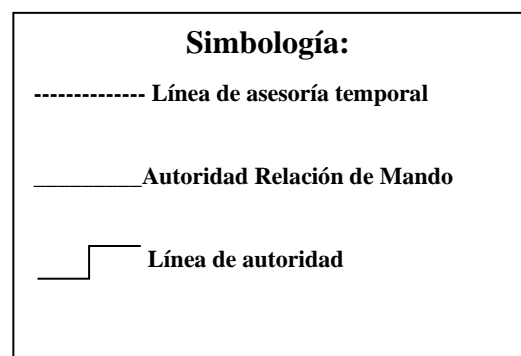 Simbología:
-------------- Línea de asesoría temporal
_________Autoridad Relación de Mando
Línea de autoridad